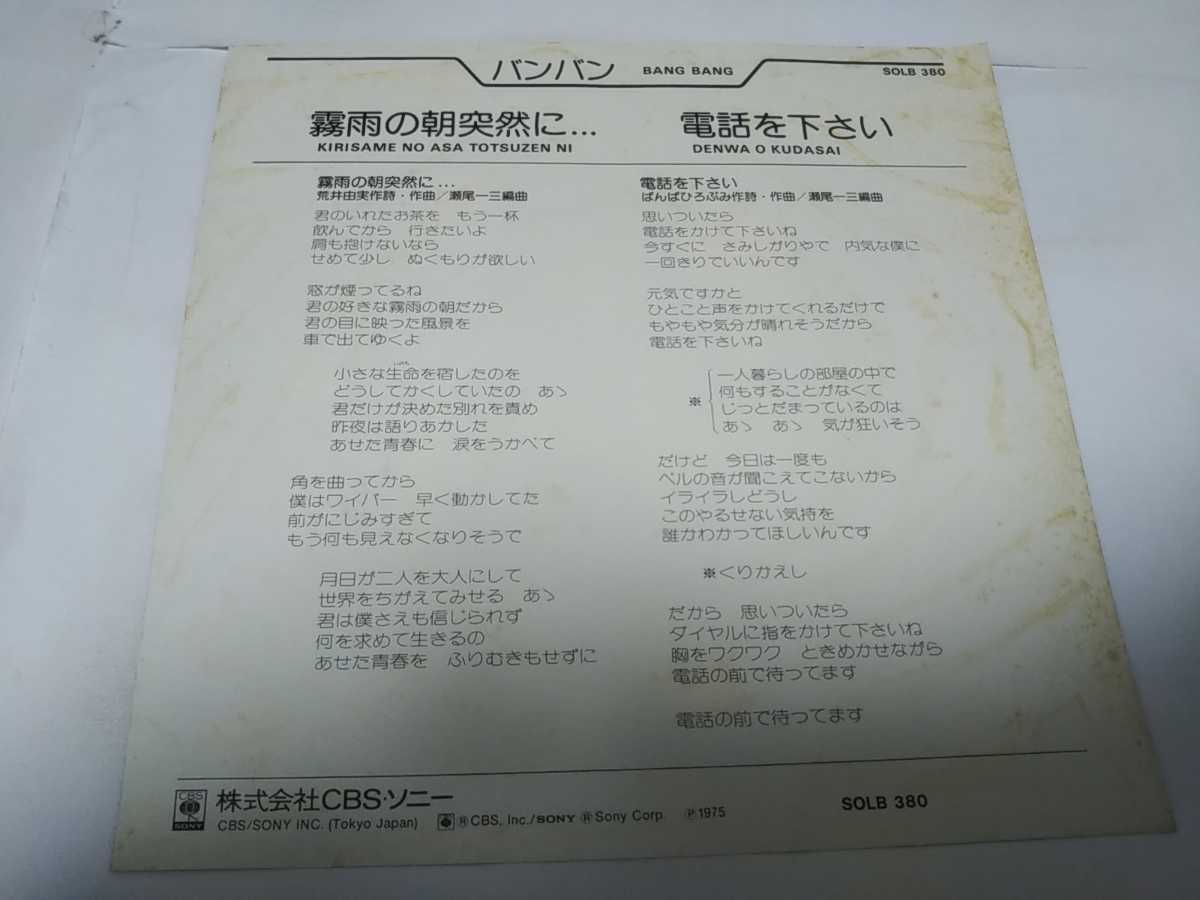 バンバン BANG BANG SOLB 380
霧雨の朝突然に…
KIRISAME NO ASA TOTSUZEN NI
電話を下さい
DENWA O KUDASAI
霧雨の朝突然に…
荒井由実作詩・作曲/瀬尾一三編曲
君のいれたお茶を もう一杯
飲んでから 行きたいよ
肩も抱けないなら
せめて少し ぬくもりが欲しい
窓が煙ってるね
君の好きな霧雨の朝だから
君の目に映った風景を
車で出てゆくよ
小さな生命を宿したのを
どうしてかくしていたの あゝ
君だけが決めた別れを責め
昨夜は語りあかした
あせた青春に 涙をうかべて
角を曲ってから
僕はワイパー 早く動かしてた
前がにじみすぎて
もう何も見えなくなりそうで
月日が二人を大人にして
世界をちがえてみせる あゝ
君は僕さえも信じられず
何を求めて生きるの
あせた青春を ふりむきもせずに
電話を下さい
ばんばひろふみ作詩・作曲/瀬尾一三編曲
思いついたら
電話をかけて下さいね
今すぐに さみしがりやで 内気な僕に
一回きりでいいんです
元気ですかと
ひとこと声をかけてくれるだけで
もやもや気分が晴れそうだから
電話を下さいね
一人暮らしの部屋の中で
何もすることがなくて
※ じっとだまっているのは
あゝ あゝ 気が狂いそう
だけど 今日は一度も
ベルの音が聞こえてこないから
イライラしどうし
このやるせない気持を
誰かわかってほしいんです
※くりかえし
だから 思いついたら
ダイヤルに指をかけて下さいね
胸をワクワク ときめかせながら
電話の前で待ってます
電話の前で待ってます
CBS SONY 株式会社CBS・ソニー SOLB 380
CBS/SONY INC. (Tokyo Japan) ®CBS, Inc./SONY ®Sony Corp. ℗1975